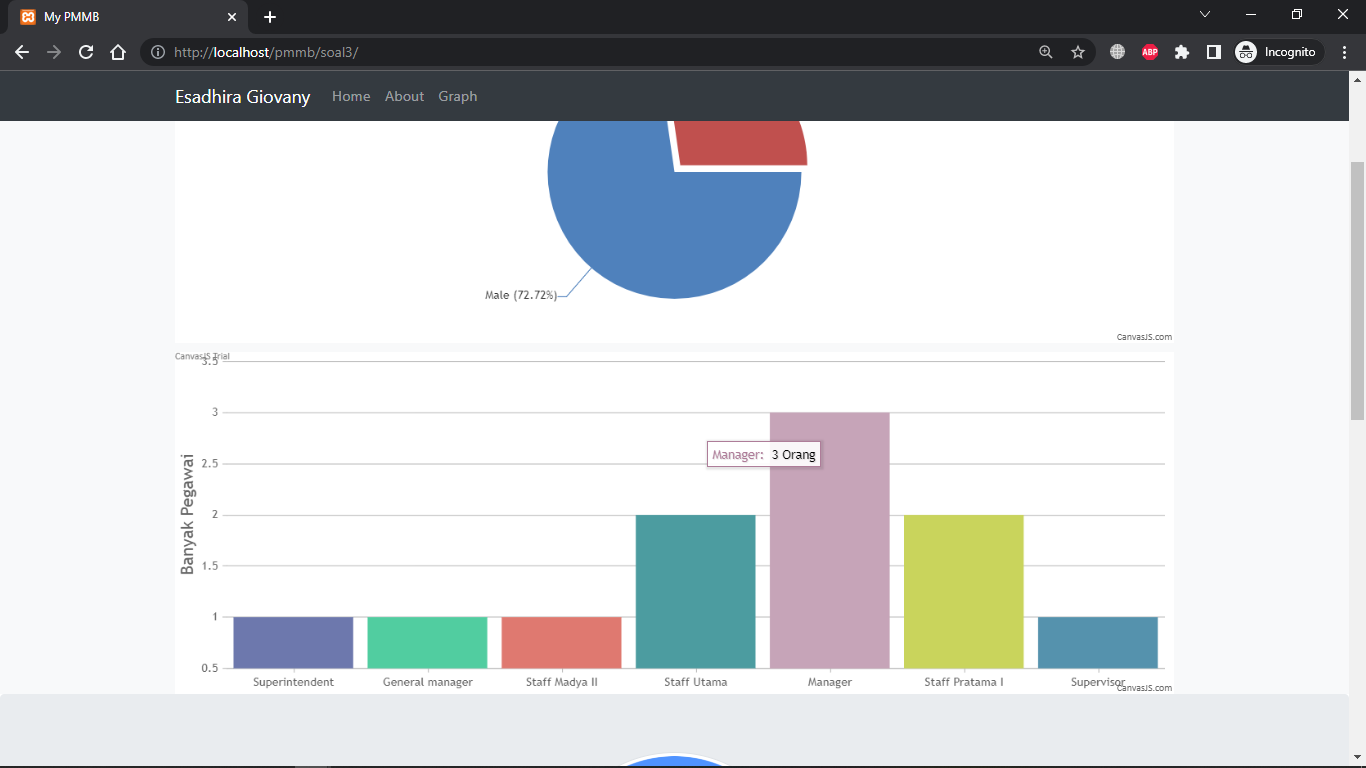 My PMMB
http://localhost/pmmb/soal3/
ABP
Incognito
Esadhira Giovany Home About Graph
Male (72.72%)
CanvasJS.com
CanvasJS Trial
3.5
3
2.5
2
1.5
1
0.5
Banyak Pegawai
Manager: 3 Orang
Superintendent General manager Staff Madya II Staff Utama Manager Staff Pratama I Supervisor
CanvasJS.com